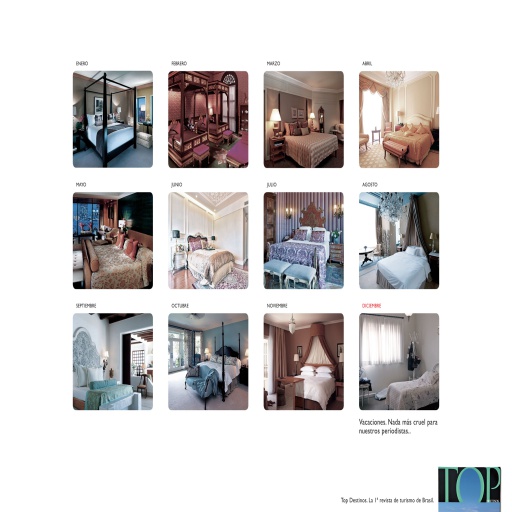 ENERO FEBRERO MARZO ABRIL
MAYO JUNIO JULIO AGOSTO
SEPTIEMBRE OCTUBRE NOVIEMBRE DICIEMBRE
Vacaciones. Nada más cruel para
nuestros periodistas..
Top Destinos. La 1ª revista de turismo de Brasil.
TOP